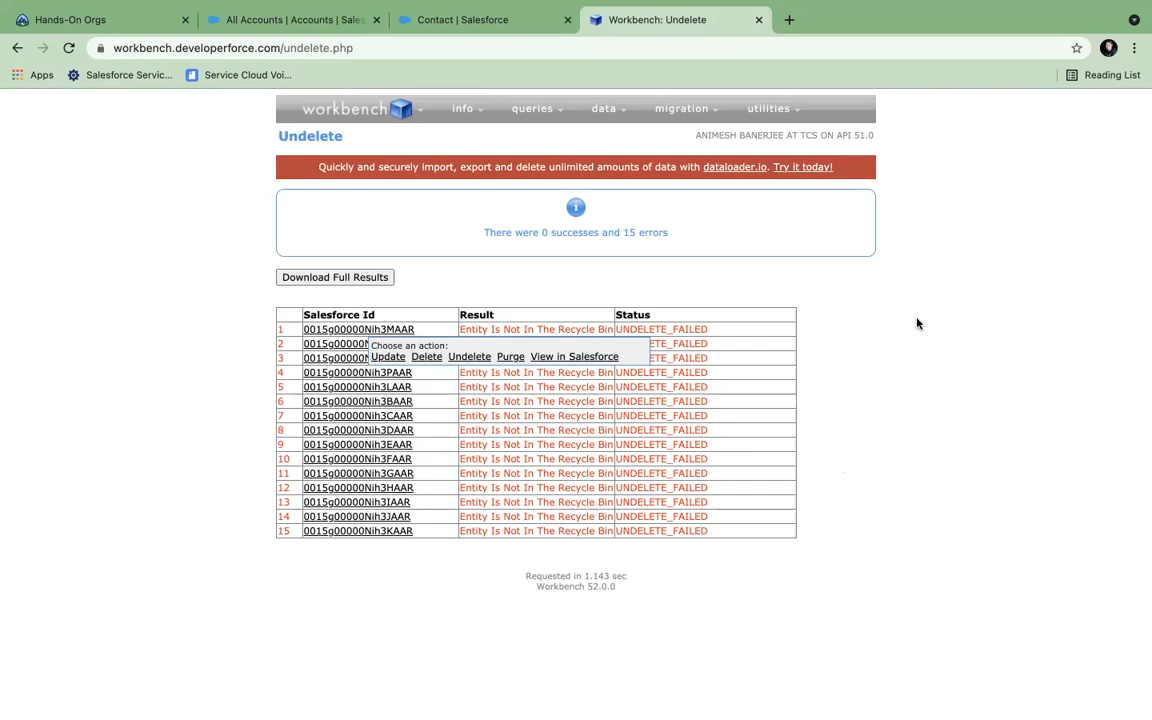 Hands-On Orgs
All Accounts | Accounts | Sales
Contact | Salesforce
Workbench: Undelete
workbench.developerforce.com/undelete.php
Apps
Salesforce Servic...
Service Cloud Voi...
Reading List
workbench
info
queries
data
migration
utilities
Undelete
ANIMESH BANERJEE AT TCS ON API 51.0
Quickly and securely import, export and delete unlimited amounts of data with dataloader.io. Try it today!
There were 0 successes and 15 errors
Download Full Results
Salesforce Id Result Status
1 0015g00000Nih3MAAR Entity Is Not In The Recycle Bin UNDELETE_FAILED
2 0015g00000N TE_FAILED
Choose an action:
Update Delete Undelete Purge View in Salesforce
3 0015g00000N TE_FAILED
4 0015g00000Nih3PAAR Entity Is Not In The Recycle Bin UNDELETE_FAILED
5 0015g00000Nih3LAAR Entity Is Not In The Recycle Bin UNDELETE_FAILED
6 0015g00000Nih3BAAR Entity Is Not In The Recycle Bin UNDELETE_FAILED
7 0015g00000Nih3CAAR Entity Is Not In The Recycle Bin UNDELETE_FAILED
8 0015g00000Nih3DAAR Entity Is Not In The Recycle Bin UNDELETE_FAILED
9 0015g00000Nih3EAAR Entity Is Not In The Recycle Bin UNDELETE_FAILED
10 0015g00000Nih3FAAR Entity Is Not In The Recycle Bin UNDELETE_FAILED
11 0015g00000Nih3GAAR Entity Is Not In The Recycle Bin UNDELETE_FAILED
12 0015g00000Nih3HAAR Entity Is Not In The Recycle Bin UNDELETE_FAILED
13 0015g00000Nih3IAAR Entity Is Not In The Recycle Bin UNDELETE_FAILED
14 0015g00000Nih3JAAR Entity Is Not In The Recycle Bin UNDELETE_FAILED
15 0015g00000Nih3KAAR Entity Is Not In The Recycle Bin UNDELETE_FAILED
Requested in 1.143 sec
Workbench 52.0.0